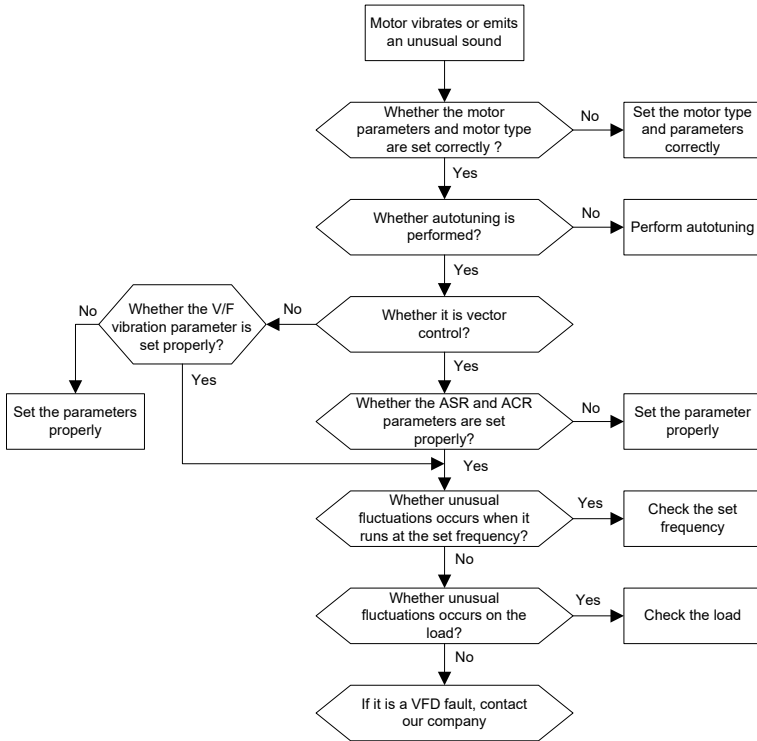 Motor vibrates or emits
an unusual sound
Whether the motor
parameters and motor type
are set correctly ?
No
Set the motor type
and parameters
correctly
Yes
Whether autotuning is
performed?
No
Perform autotuning
Yes
Whether it is vector
control?
No
Whether the V/F
vibration parameter is
set properly?
No
Set the parameters
properly
Yes
Yes
Whether the ASR and ACR
parameters are set
properly?
No
Set the parameter
properly
Yes
Whether unusual
fluctuations occurs when it
runs at the set frequency?
Yes
Check the set
frequency
No
Whether unusual
fluctuations occurs on the
load?
Yes
Check the load
No
If it is a VFD fault, contact
our company